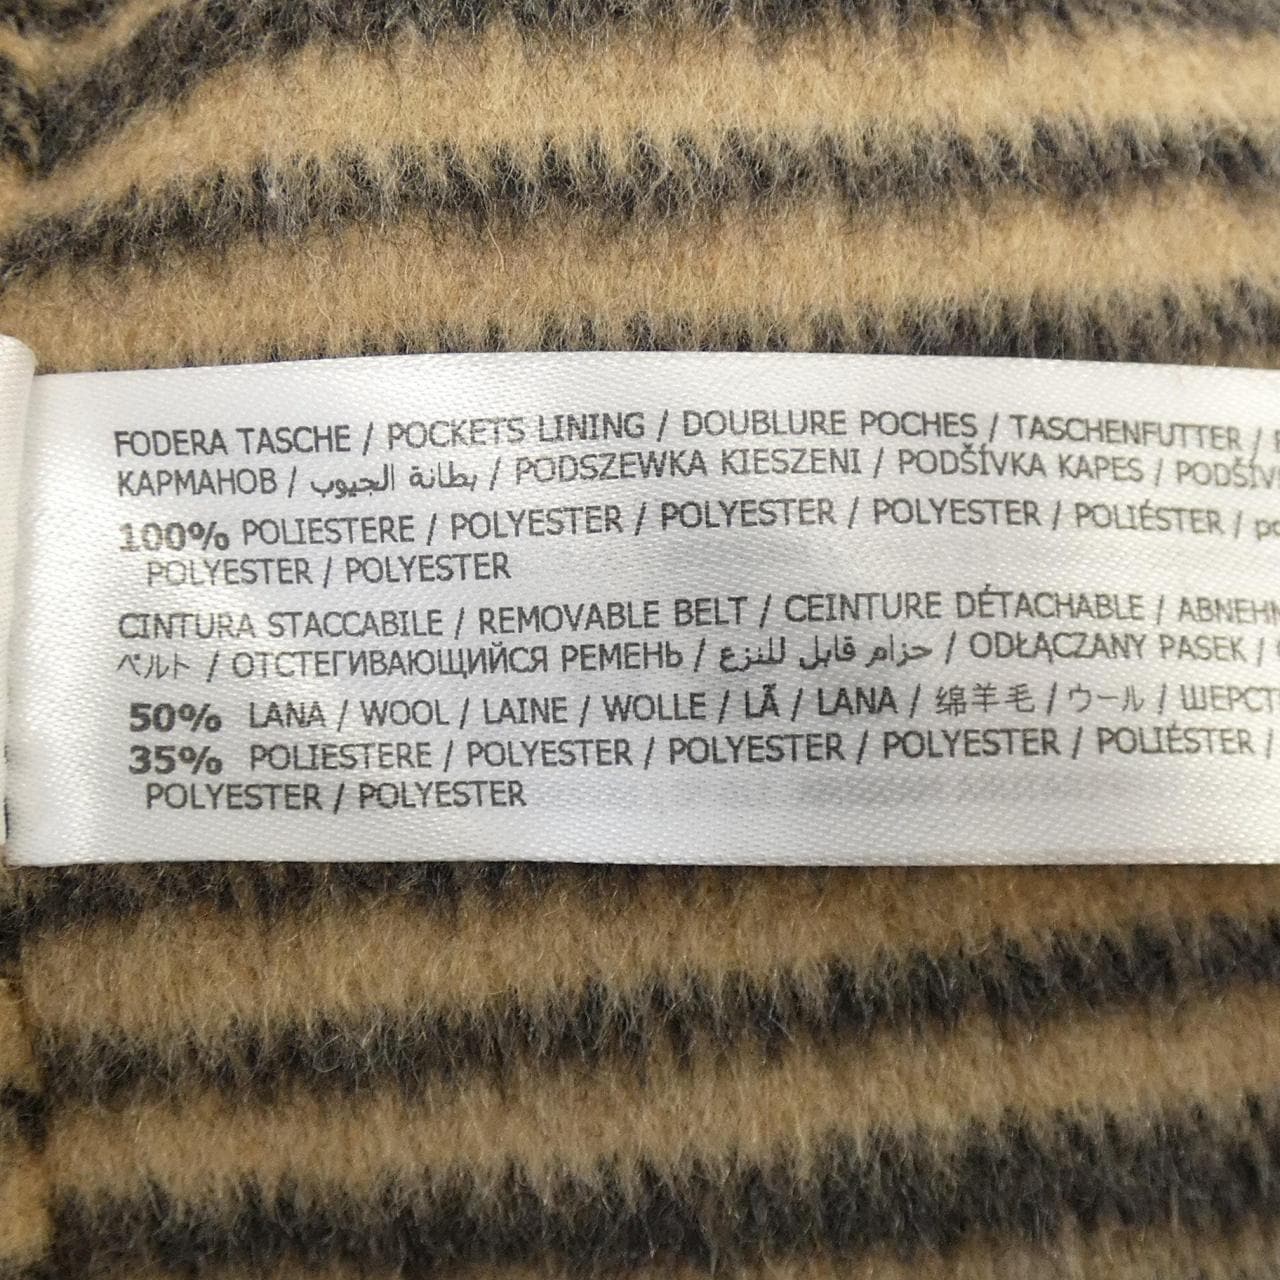 FODERA TASCHE / POCKETS LINING / DOUBLURE POCHES / TASCHENFUTTER /
КАРМАНОВ / بطانة الجيوب / PODSZEWKA KIESZENI / PODŠÍVKA KAPES /
100% POLIESTERE / POLYESTER / POLYESTER / POLYESTER / POLIÉSTER /
POLYESTER / POLYESTER
CINTURA STACCABILE / REMOVABLE BELT / CEINTURE DÉTACHABLE /
ベルト / ОТСТЕГИВАЮЩИЙСЯ РЕМЕНЬ / حزام قابل للنزع / ODŁĄCZANY PASEK /
50% LANA / WOOL / LAINE / WOLLE / LÃ / LANA / 绵羊毛 / ウール /
35% POLIESTERE / POLYESTER / POLYESTER / POLYESTER / POLIÉSTER /
POLYESTER / POLYESTER